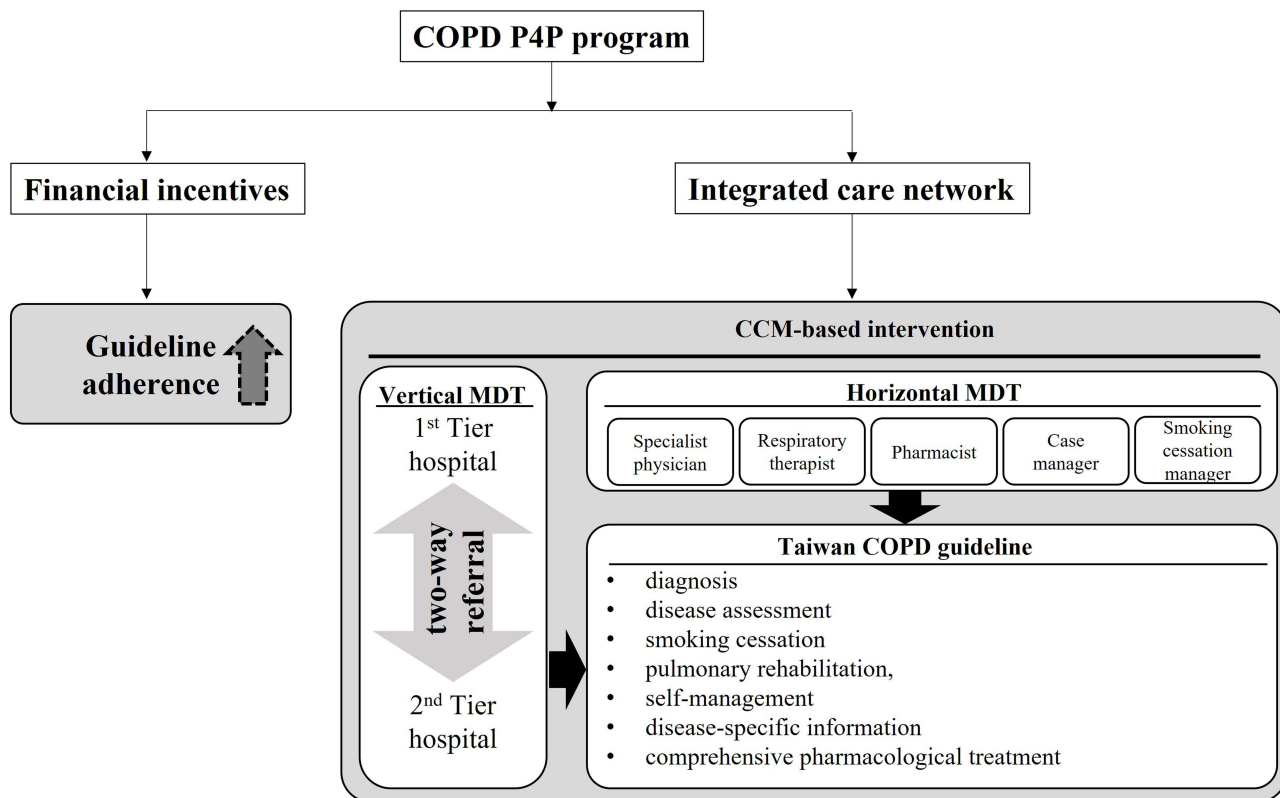 COPD P4P program
Financial incentives
Integrated care network
Guideline
adherence
CCM-based intervention
Vertical MDT
1st Tier
hospital
two-way
referral
2nd Tier
hospital
Horizontal MDT
Specialist
physician
Respiratory
therapist
Pharmacist
Case
manager
Smoking
cessation
manager
Taiwan COPD guideline
• diagnosis
• disease assessment
• smoking cessation
• pulmonary rehabilitation,
• self-management
• disease-specific information
• comprehensive pharmacological treatment